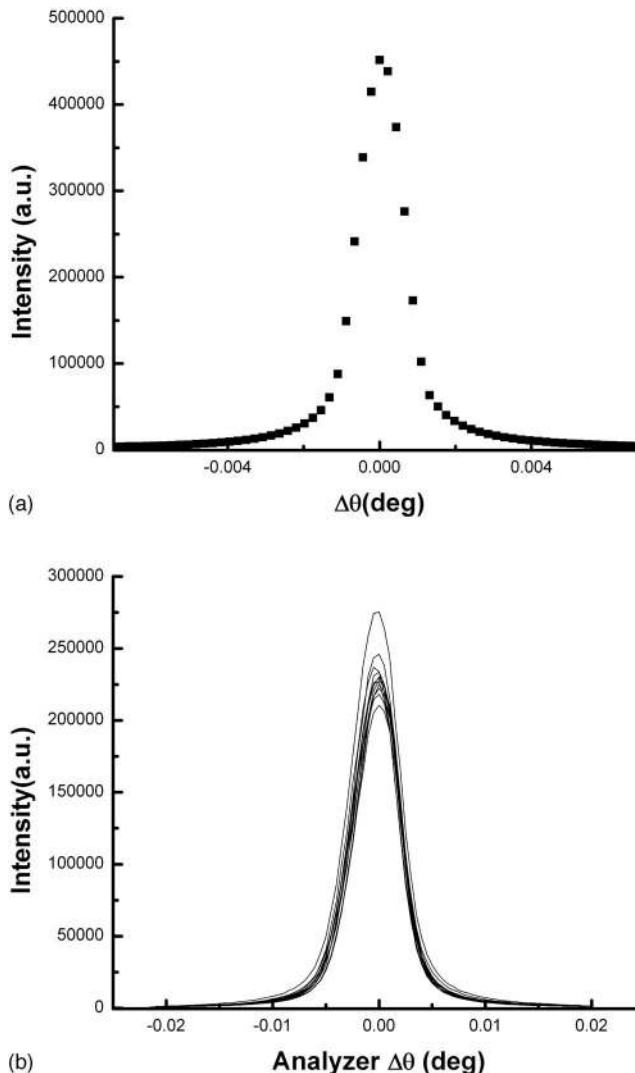 500000
400000
300000
200000
100000
0
Intensity (a.u.)
-0.004 0.000 0.004
(a)
Δθ(deg)
300000
250000
200000
150000
100000
50000
0
Intensity(a.u.)
-0.02 -0.01 0.00 0.01 0.02
(b)
Analyzer Δθ (deg)